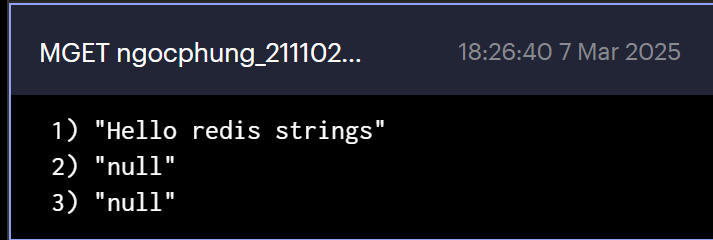 MGET ngocphung_211102... 18:26:40 7 Mar 2025
1) "Hello redis strings"
2) "null"
3) "null"